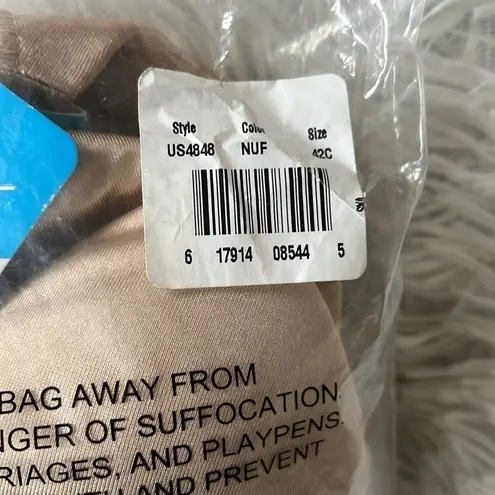 Style Color Size
US4848 NUF 42C
6 17914 08544 5
BAG AWAY FROM
NGER OF SUFFOCATION.
RIAGES, AND PLAYPENS.
AND PREVENT